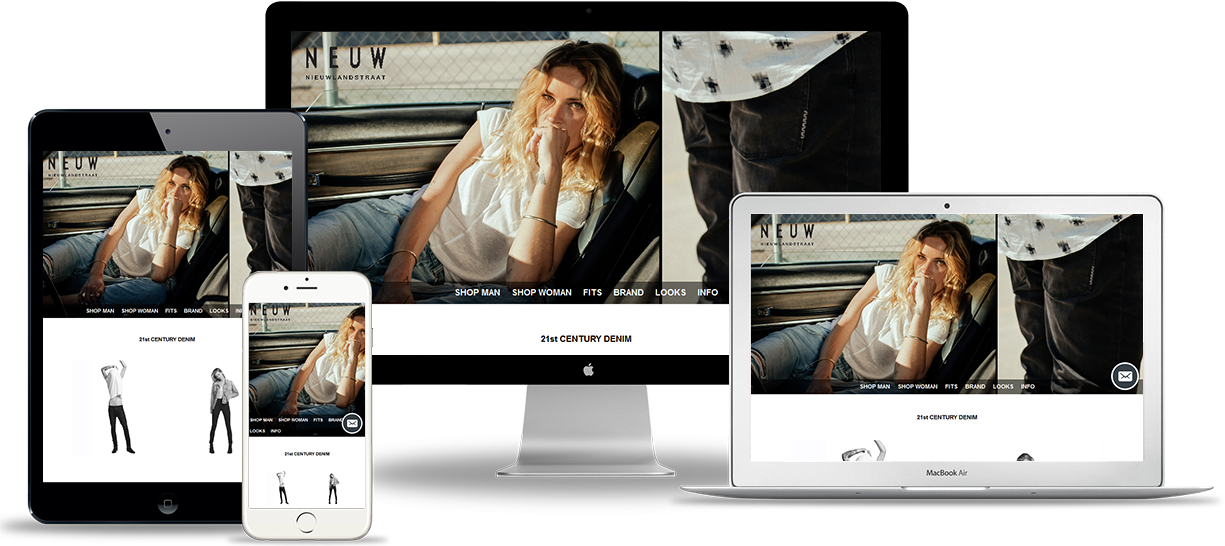 NEUW
NIEUWLANDSTRAAT
SHOP MAN SHOP WOMAN FITS BRAND LOOKS INFO
21st CENTURY DENIM
NEUW
NIEUWLANDSTRAAT
SHOP MAN SHOP WOMAN FITS BRAND LOOKS
21st CENTURY DENIM
NEUW
NIEUWLANDSTRAAT
SHOP MAN SHOP WOMAN FITS BRAND
LOOKS INFO
21st CENTURY DENIM
NEUW
NIEUWLANDSTRAAT
SHOP MAN SHOP WOMAN FITS BRAND LOOKS INFO
21st CENTURY DENIM
MacBook Air